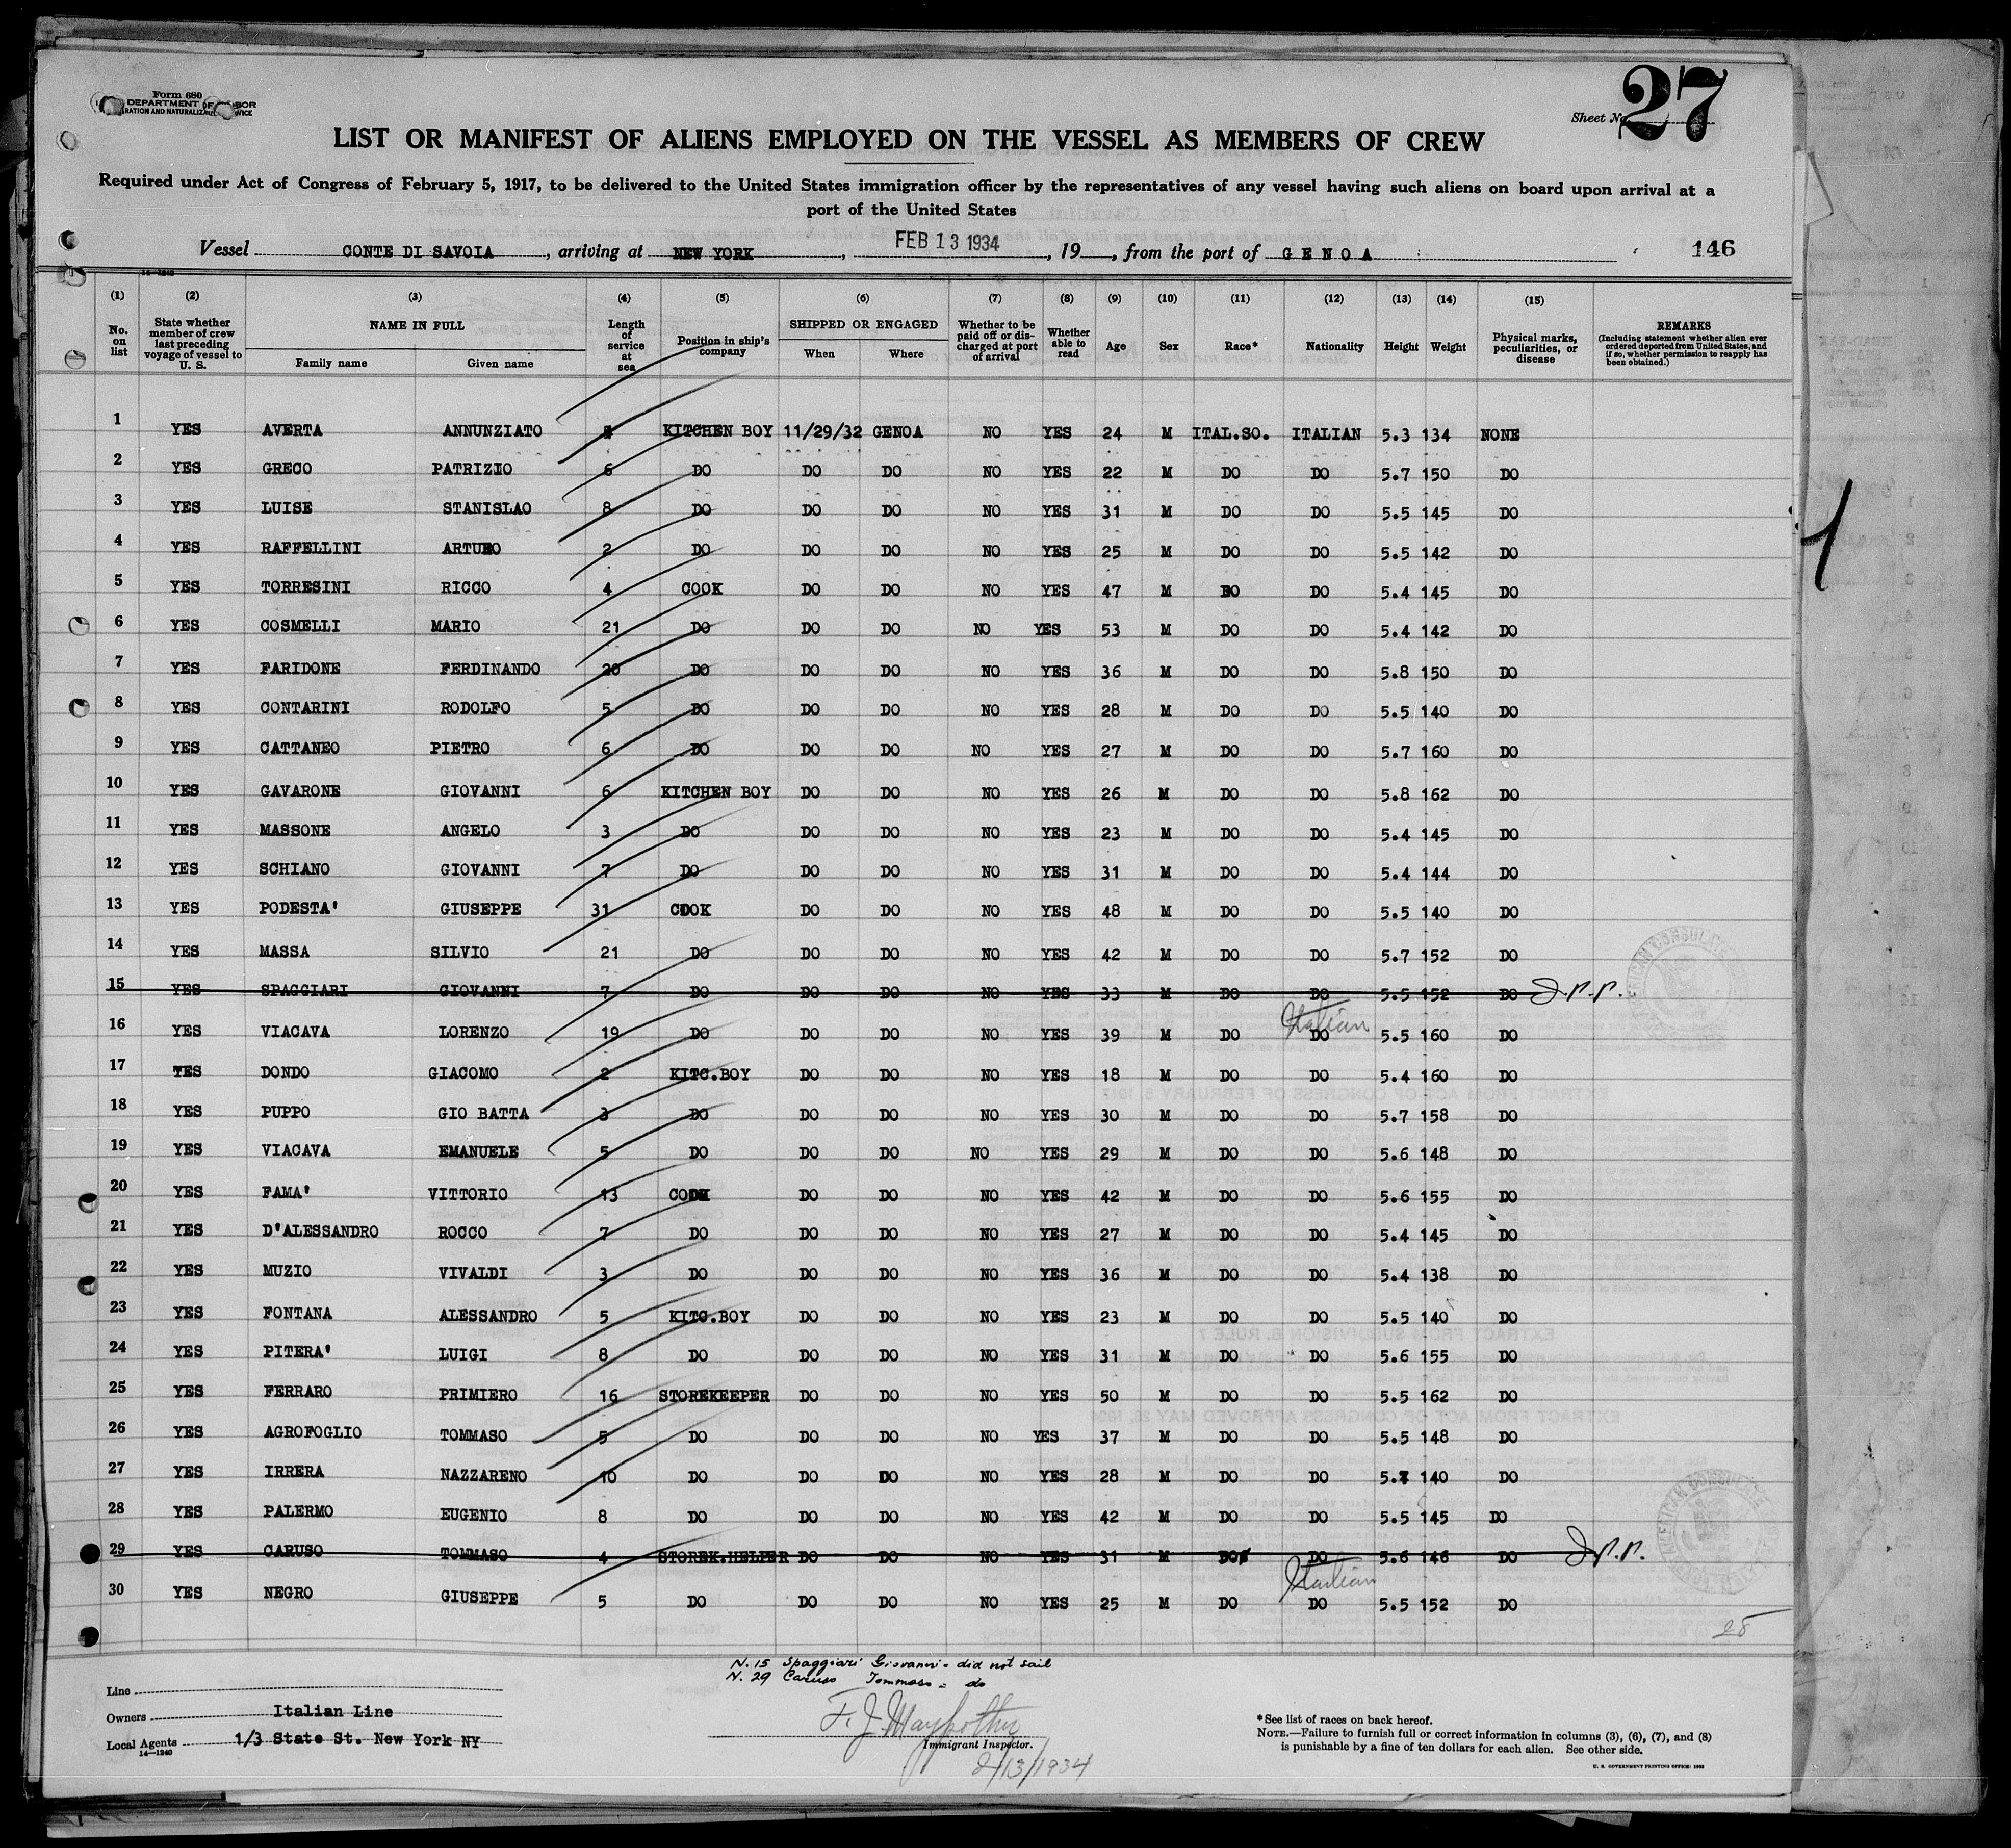 Form 680
DEPARTMENT OF
RATION AND
Sheet No. 27
LIST OR MANIFEST OF ALIENS EMPLOYED ON THE VESSEL AS MEMBERS OF CREW
Required under Act of Congress of February 5, 1917, to be delivered to the United States immigration officer by the representatives of any vessel having such aliens on board upon arrival at a
port of the United States
Vessel CONTE DI SAVOIA, arriving at NEW YORK, FEB 13 1934, 19, from the port of GENOA 146
14-1240
(1) (2) (3) (4) (5) (6) (7) (8) (9) (10) (11) (12) (13) (14) (15)
No. on list State whether member of crew last preceding voyage of vessel to U. S. NAME IN FULL Family name Given name Length of service at sea Position in ship's company SHIPPED OR ENGAGED When Where Whether to be paid off or discharged at port of arrival Whether able to read Age Sex Race* Nationality Height Weight Physical marks, peculiarities, or disease REMARKS (Including statement whether alien ever ordered deported from United States, and if so, whether permission to reapply has been obtained.)
1 YES AVERTA ANNUNZIATO KITCHEN BOY 11/29/32 GENOA NO YES 24 M ITAL.SO. ITALIAN 5.3 134 NONE
2 YES GRECO PATRIZIO 6 DO DO DO NO YES 22 M DO DO 5.7 150 DO
3 YES LUISE STANISLAO 8 DO DO DO NO YES 31 M DO DO 5.5 145 DO
4 YES RAFFELLINI ARTURO 2 DO DO DO NO YES 25 M DO DO 5.5 142 DO
5 YES TORRESINI RICCO 4 COOK DO DO NO YES 47 M DO DO 5.4 145 DO
6 YES COSMELLI MARIO 21 DO DO DO NO YES 53 M DO DO 5.4 142 DO
7 YES FARIDONE FERDINANDO 20 DO DO DO NO YES 36 M DO DO 5.8 150 DO
8 YES CONTARINI RODOLFO 5 DO DO DO NO YES 28 M DO DO 5.5 140 DO
9 YES CATTANEO PIETRO 6 DO DO DO NO YES 27 M DO DO 5.7 160 DO
10 YES GAVARONE GIOVANNI 6 KITCHEN BOY DO DO NO YES 26 M DO DO 5.8 162 DO
11 YES MASSONE ANGELO 3 DO DO DO NO YES 23 M DO DO 5.4 145 DO
12 YES SCHIANO GIOVANNI 7 DO DO DO NO YES 31 M DO DO 5.4 144 DO
13 YES PODESTA' GIUSEPPE 31 COOK DO DO NO YES 48 M DO DO 5.5 140 DO
14 YES MASSA SILVIO 21 DO DO DO NO YES 42 M DO DO 5.7 152 DO
15 YES SPAGGIARI GIOVANNI 7 DO DO DO NO YES 33 M DO DO 5.5 152 DO
16 YES VIACAVA LORENZO 19 DO DO DO NO YES 39 M DO Italian DO 5.5 160 DO
17 YES DONDO GIACOMO 2 KITC.BOY DO DO NO YES 18 M DO DO 5.4 160 DO
18 YES PUPPO GIO BATTA 3 DO DO DO NO YES 30 M DO DO 5.7 158 DO
19 YES VIACAVA EMANUELE 5 DO DO DO NO YES 29 M DO DO 5.6 148 DO
20 YES FAMA' VITTORIO 13 COOK DO DO NO YES 42 M DO DO 5.6 155 DO
21 YES D'ALESSANDRO ROCCO 7 DO DO DO NO YES 27 M DO DO 5.4 145 DO
22 YES MUZIO VIVALDI 3 DO DO DO NO YES 36 M DO DO 5.4 138 DO
23 YES FONTANA ALESSANDRO 5 KITC.BOY DO DO NO YES 23 M DO DO 5.5 140 DO
24 YES PITERA' LUIGI 8 DO DO DO NO YES 31 M DO DO 5.6 155 DO
25 YES FERRARO PRIMIERO 16 STOREKEEPER DO DO NO YES 50 M DO DO 5.5 162 DO
26 YES AGROFOGLIO TOMMASO 5 DO DO DO NO YES 37 M DO DO 5.5 148 DO
27 YES IRRERA NAZZARENO 10 DO DO DO NO YES 28 M DO DO 140 DO
28 YES PALERMO EUGENIO 8 DO DO DO NO YES 42 M DO DO 5.5 145 DO
29 YES CARUSO TOMMASO 4 STOREK.HELPER DO DO NO YES 31 M DO DO 5.6 146 DO
30 YES NEGRO GIUSEPPE 5 DO DO DO NO YES 25 M DO Italian DO 5.5 152 DO
N. 15 Spaggiari Giovanni = did not sail
N. 29 Caruso Tommaso = do
Line
Owners Italian Line
Local Agents 1/3 State St. New York NY
14-1240
Immigrant Inspector.
2/13/1934
*See list of races on back hereof.
NOTE.—Failure to furnish full or correct information in columns (3), (6), (7), and (8)
is punishable by a fine of ten dollars for each alien. See other side.
U. S. GOVERNMENT PRINTING OFFICE:
AMERICAN CONSULATE